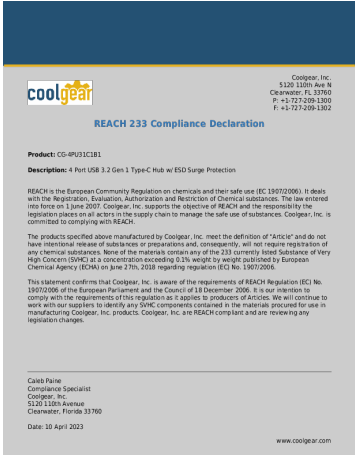 coolgear
Coolgear, Inc.
5120 110th Ave N
Clearwater, FL 33760
P: +1-727-209-1300
F: +1-727-209-1302
REACH 233 Compliance Declaration
Product: CG-4PU31C1B1
Description: 4 Port USB 3.2 Gen 1 Type-C Hub w/ ESD Surge Protection
REACH is the European Community Regulation on chemicals and their safe use (EC 1907/2006). It deals
with the Registration, Evaluation, Authorization and Restriction of Chemical substances. The law entered
into force on 1 June 2007. Coolgear, Inc. supports the objective of REACH and the responsibility the
legislation places on all actors in the supply chain to manage the safe use of substances. Coolgear, Inc. is
committed to complying with REACH.
The products specified above manufactured by Coolgear, Inc. meet the definition of "Article" and do not
have intentional release of substances or preparations and, consequently, will not require registration of
any chemical substances. None of the materials contain any of the 233 currently listed Substance of Very
High Concern (SVHC) at a concentration exceeding 0.1% weight by weight published by European
Chemical Agency (ECHA) on June 27th, 2018 regarding regulation (EC) No. 1907/2006.
This statement confirms that Coolgear, Inc. is aware of the requirements of REACH Regulation (EC) No.
1907/2006 of the European Parliament and the Council of 18 December 2006. It is our intention to
comply with the requirements of this regulation as it applies to producers of Articles. We will continue to
work with our suppliers to identify any SVHC components contained in the materials procured for use in
manufacturing Coolgear, Inc. products. Coolgear, Inc. are REACH compliant and are reviewing any
legislation changes.
Caleb Paine
Compliance Specialist
Coolgear, Inc.
5120 110th Avenue
Clearwater, Florida 33760
Date: 10 April 2023
www.coolgear.com